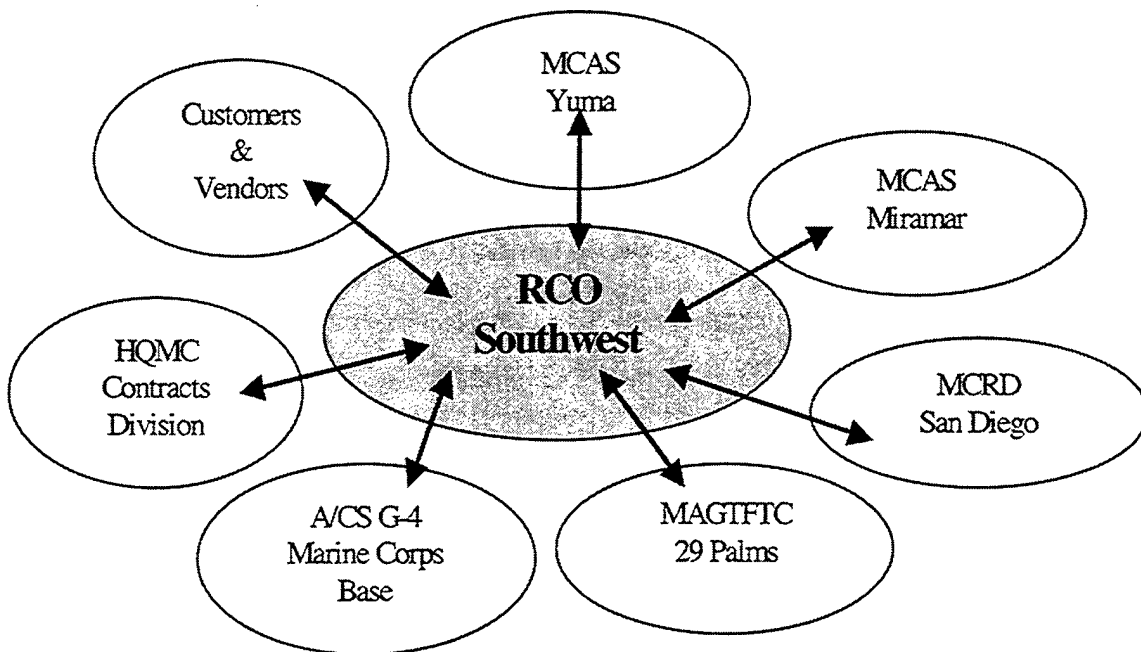 MCAS
Yuma
Customers
&
Vendors
MCAS
Miramar
RCO
Southwest
HQMC
Contracts
Division
MCRD
San Diego
A/CS G-4
Marine Corps
Base
MAGTFTC
29 Palms